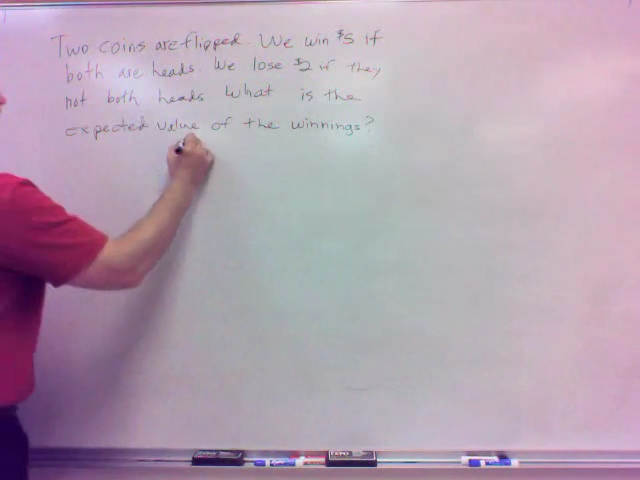 Two coins are flipped. We win $5 if
both are heads. We lose $2 if they
not both heads What is the
expected value of the winnings?
EXPO